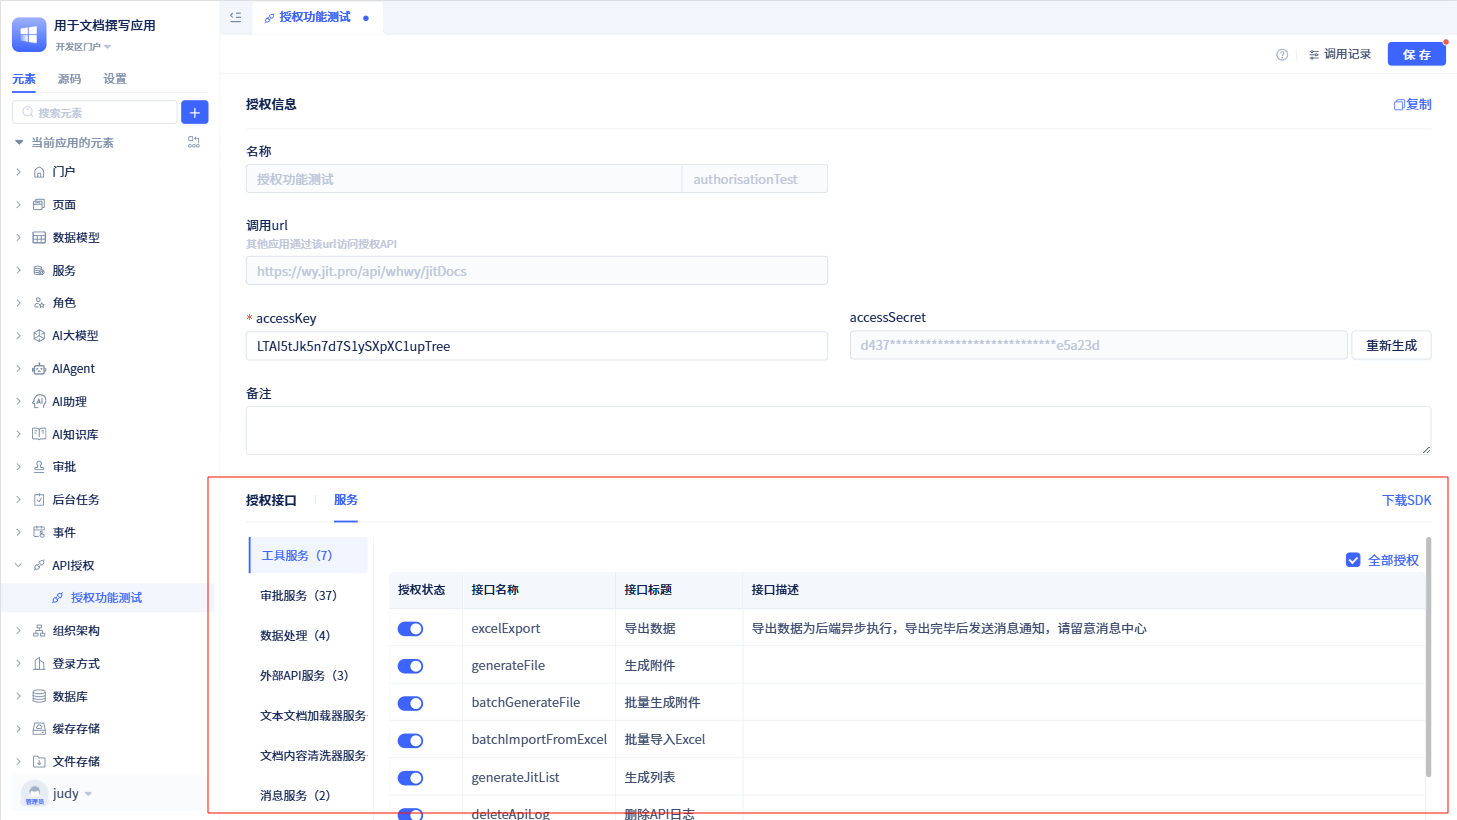 用于文档撰写应用
开发区门户
元素 源码 设置
搜索元素
当前应用的元素
门户
页面
数据模型
服务
角色
AI大模型
AIAgent
AI助理
AI知识库
审批
后台任务
事件
API授权
授权功能测试
组织架构
登录方式
数据库
缓存存储
文件存储
管理员
judy
授权功能测试
调用记录
保存
授权信息
复制
名称
授权功能测试 authorisationTest
调用url
其他应用通过该url访问授权API
https://wy.jit.pro/api/whwy/jitDocs
* accessKey
LTAI5tJk5n7d7S1ySXpXC1upTree
accessSecret
d437****************************e5a23d
重新生成
备注
授权接口 服务
下载SDK
工具服务（7）
审批服务（37）
数据处理（4）
外部API服务（3）
文本文档加载器服务
文档内容清洗器服务
消息服务（2）
全部授权
授权状态 接口名称 接口标题 接口描述
excelExport 导出数据 导出数据为后端异步执行，导出完毕后发送消息通知，请留意消息中心
generateFile 生成附件
batchGenerateFile 批量生成附件
batchImportFromExcel 批量导入Excel
generateJitList 生成列表
deleteApiLog 删除API日志